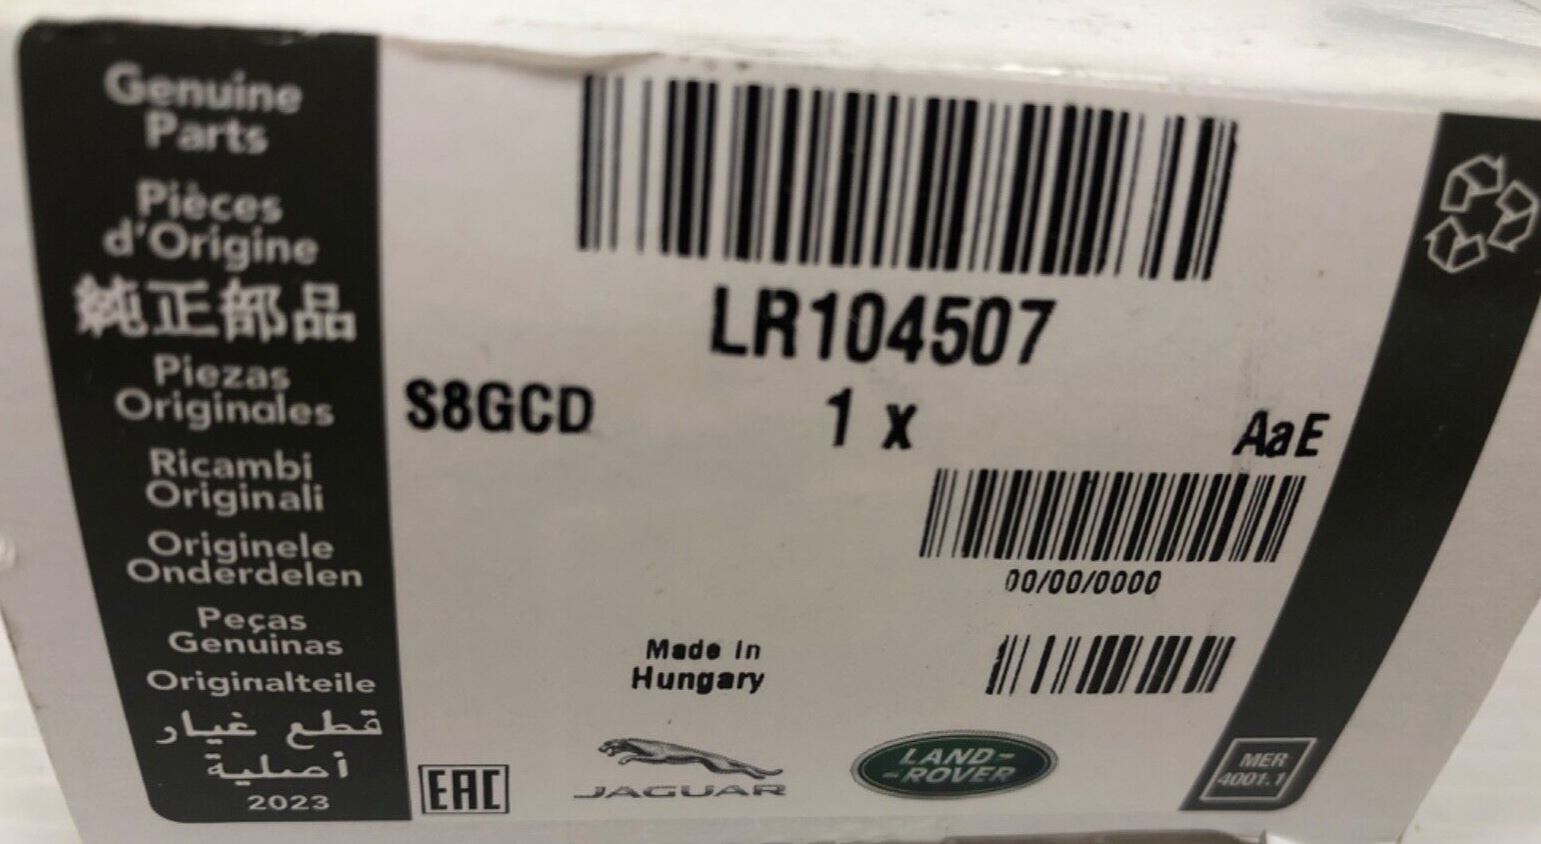 Genuine
Parts
Pièces
d'Origine
純正部品
Piezas
Originales
Ricambi
Originali
Originele
Onderdelen
Peças
Genuinas
Originalteile
قطع غيار
أصلية
2023
LR104507
S8GCD 1 x AaE
00/00/0000
Made in
Hungary
EAC
JAGUAR
LAND-
-ROVER
MER
4001.1